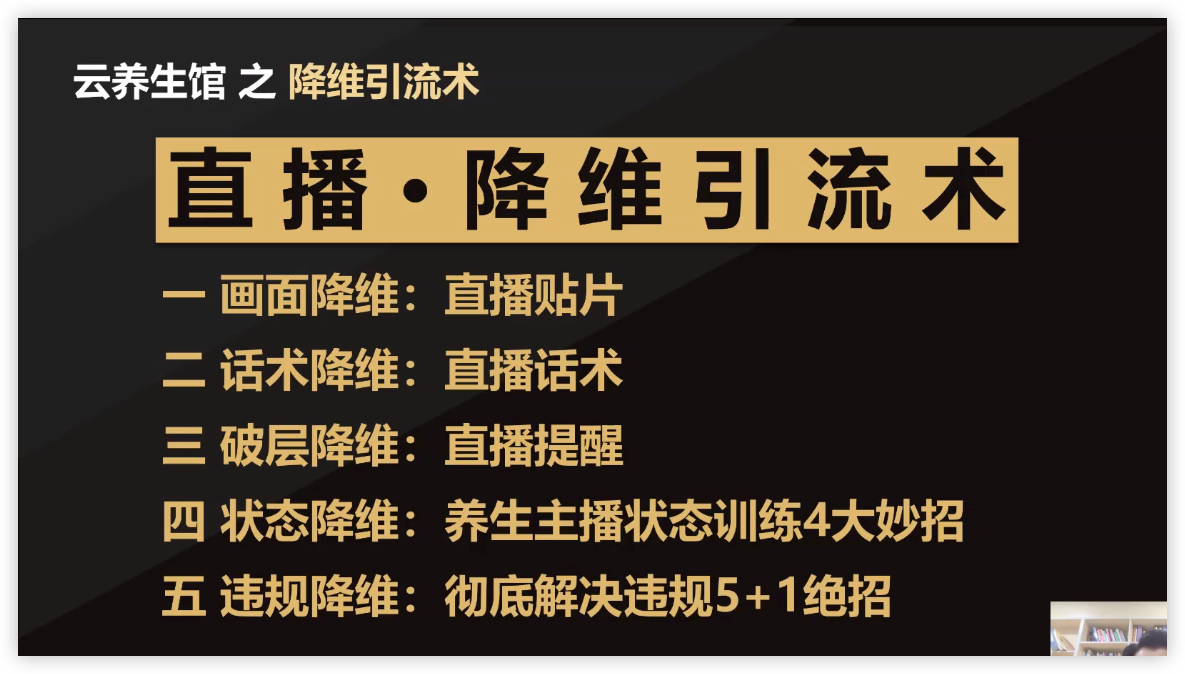 云养生馆 之 降维引流术
直播·降维引流术
一 画面降维：直播贴片
二 话术降维：直播话术
三 破层降维：直播提醒
四 状态降维：养生主播状态训练4大妙招
五 违规降维：彻底解决违规5+1绝招